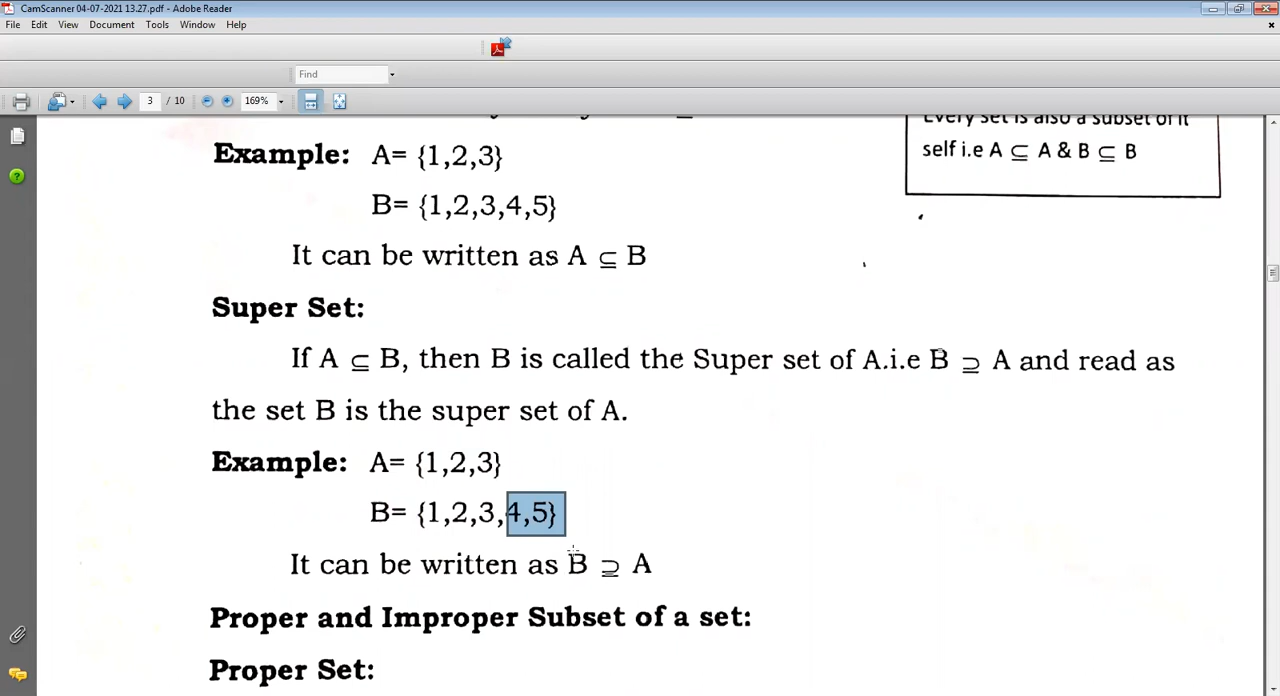 CamScanner 04-07-2021 13.27.pdf - Adobe Reader
File Edit View Document Tools Window Help
Find
3 / 10 169%
Every set is also a subset of it
self i.e A ⊆ A & B ⊆ B
Example: A= {1,2,3}
B= {1,2,3,4,5}
It can be written as A ⊆ B
Super Set:
If A ⊆ B, then B is called the Super set of A.i.e B ⊇ A and read as
the set B is the super set of A.
Example: A= {1,2,3}
B= {1,2,3,4,5}
It can be written as B ⊇ A
Proper and Improper Subset of a set:
Proper Set: